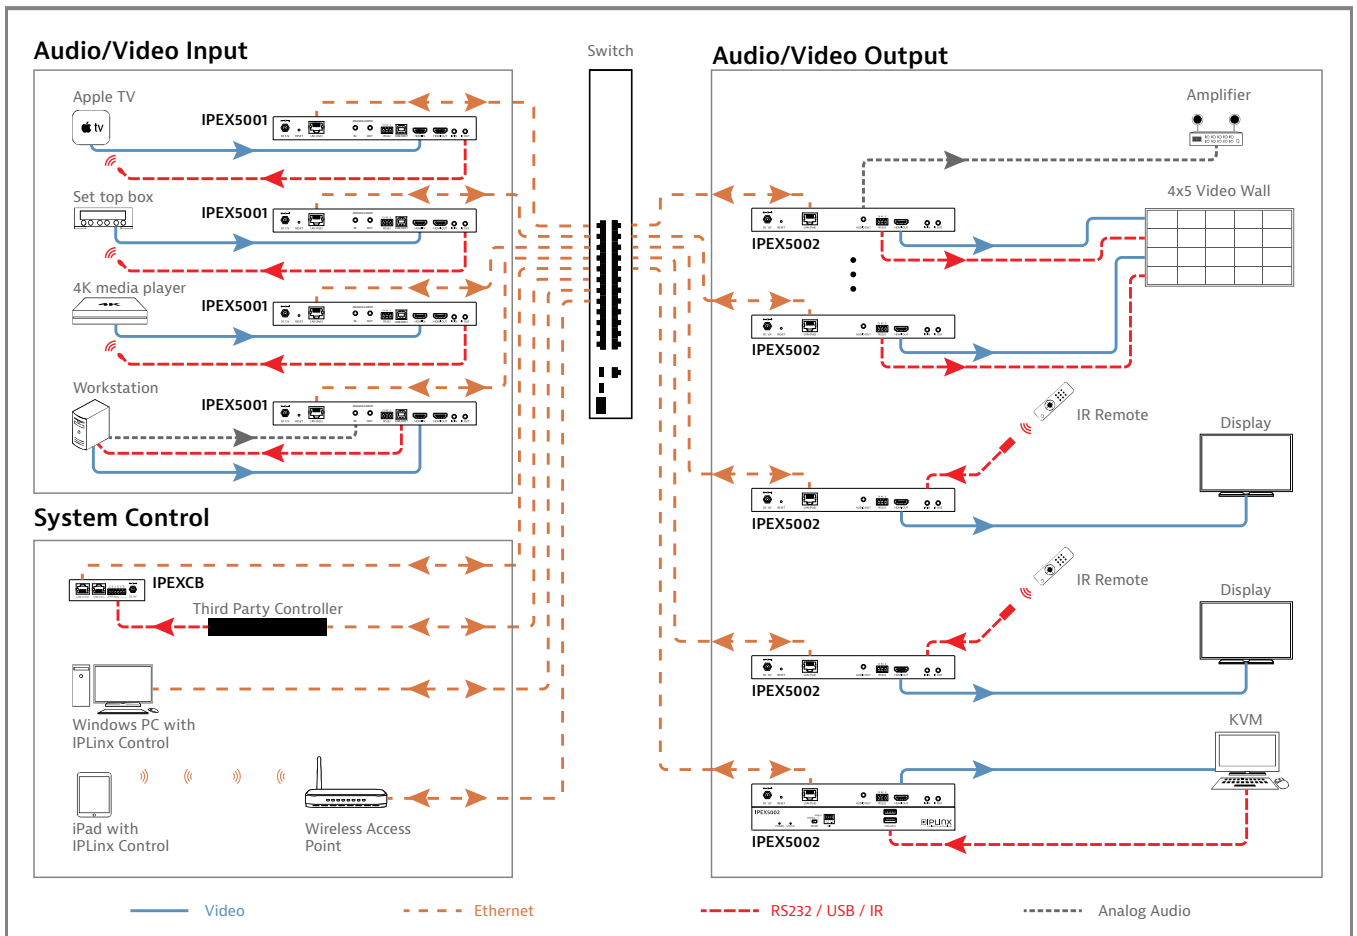 Audio/Video Input
Switch
Audio/Video Output
Apple TV
tv
IPEX5001
Amplifier
Set top box
IPEX5001
4x5 Video Wall
IPEX5002
4K media player
4K
IPEX5001
IPEX5002
Workstation
IPEX5001
IR Remote
Display
System Control
IPEX5002
IPEXCB
Third Party Controller
IR Remote
Display
IPEX5002
Windows PC with
IPLinx Control
KVM
iPad with
IPLinx Control
Wireless Access
Point
IPEX5002
IPLinx
IPEX5002
Video
Ethernet
RS232 / USB / IR
Analog Audio